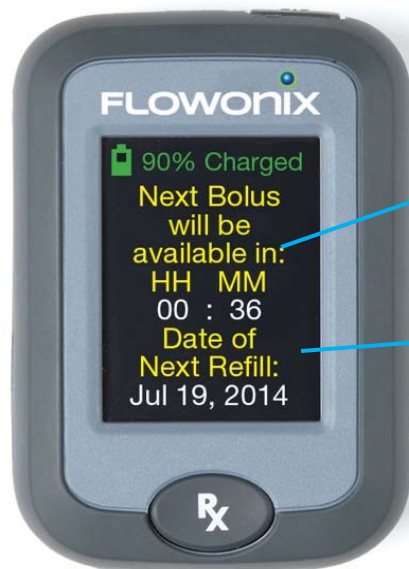 FLOWONIX
90% Charged
Next Bolus
will be
available in:
HH MM
00 : 36
Date of
Next Refill:
Jul 19, 2014
Rx